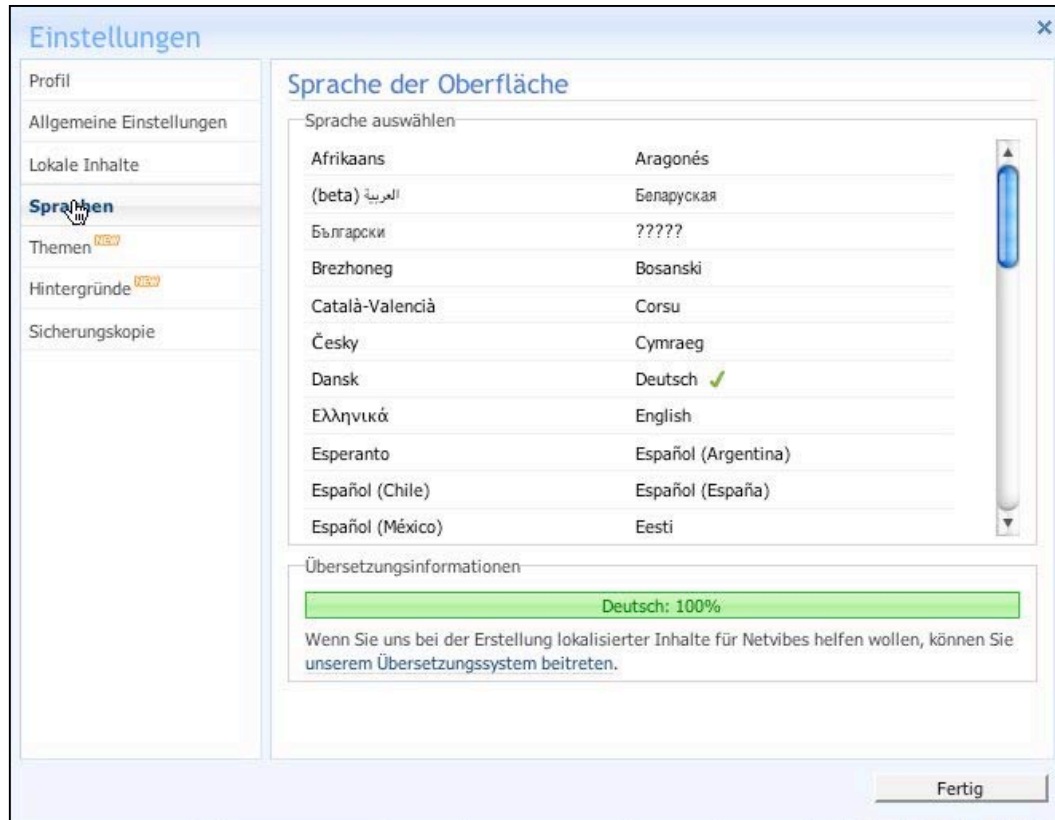 Einstellungen
Profil
Allgemeine Einstellungen
Lokale Inhalte
Sprachen
Themen NEW
Hintergründe NEW
Sicherungskopie
Sprache der Oberfläche
Sprache auswählen
Afrikaans Aragonés
العربية (beta) Беларуская
Български ?????
Brezhoneg Bosanski
Català-Valencià Corsu
Česky Cymraeg
Dansk Deutsch
Ελληνικά English
Esperanto Español (Argentina)
Español (Chile) Español (España)
Español (México) Eesti
Übersetzungsinformationen
Deutsch: 100%
Wenn Sie uns bei der Erstellung lokalisierter Inhalte für Netvibes helfen wollen, können Sie
unserem Übersetzungssystem beitreten.
Fertig